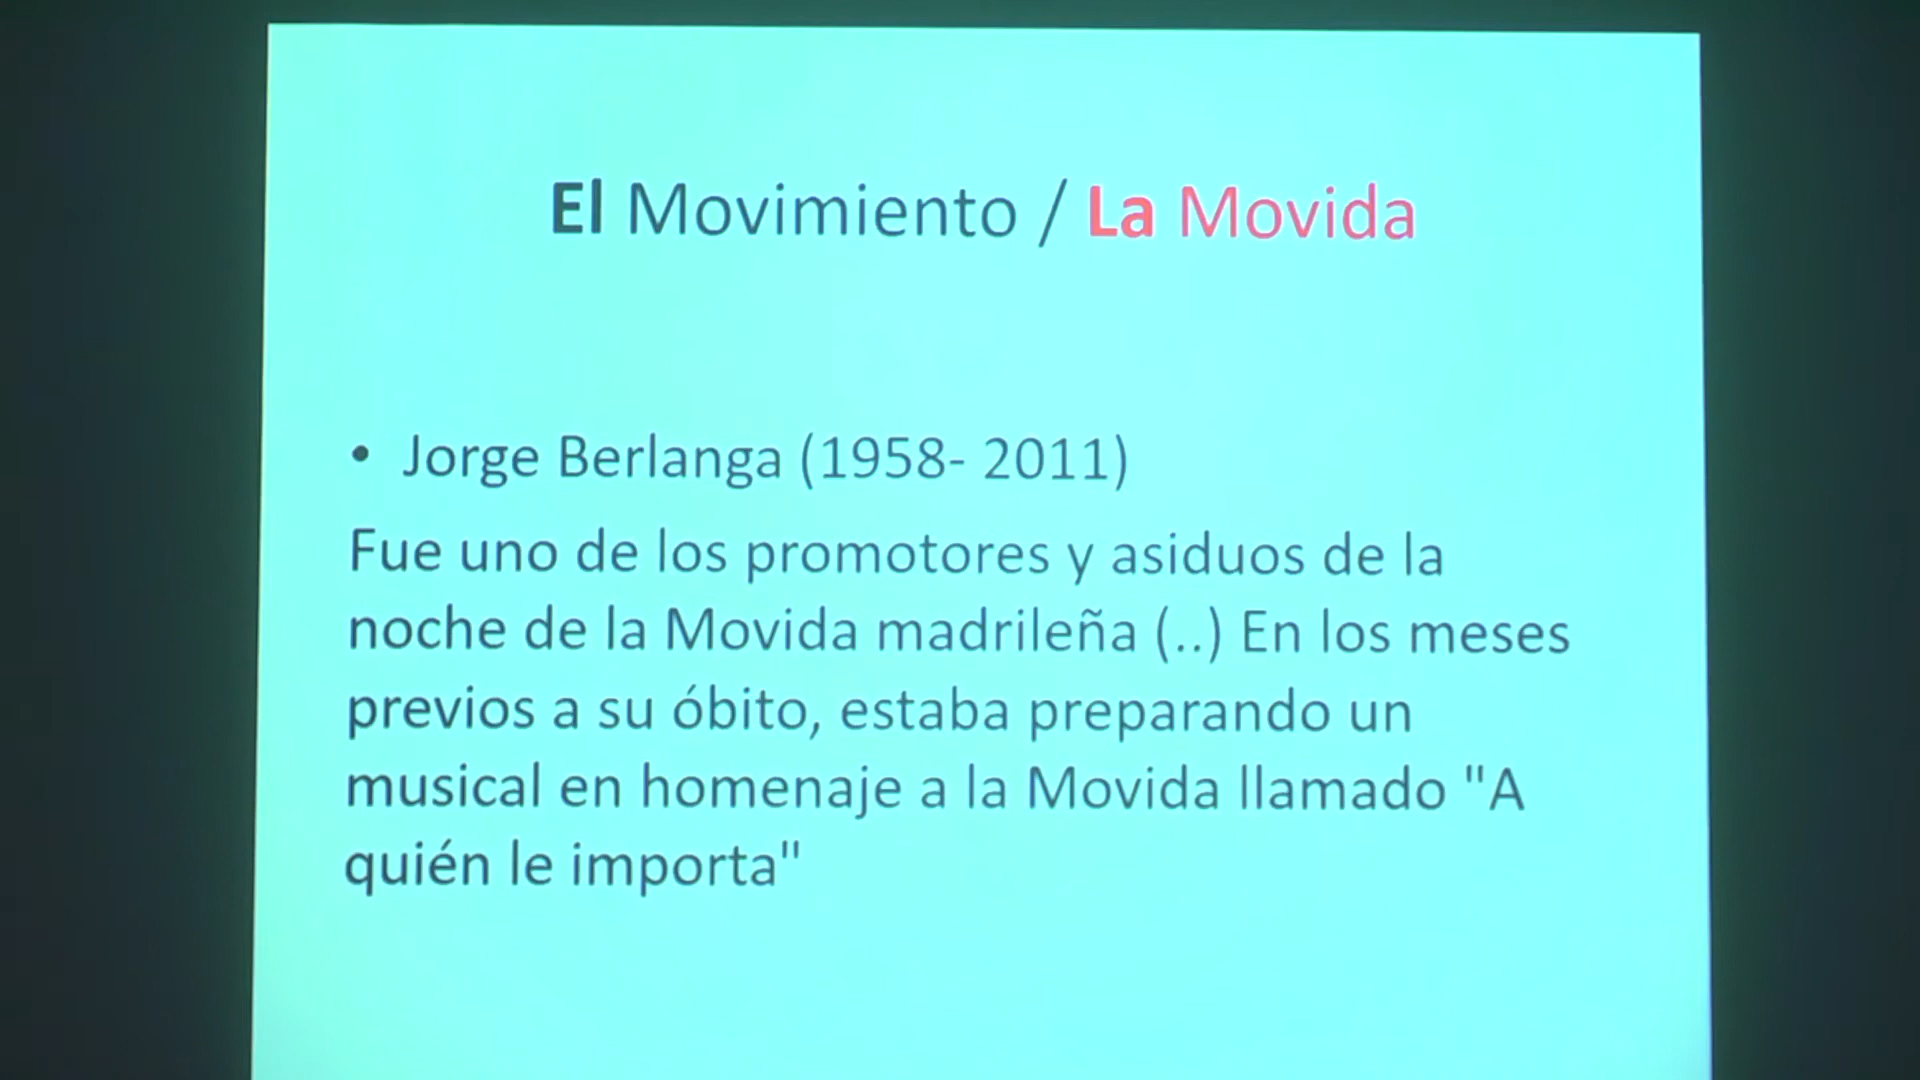 El Movimiento / La Movida
• Jorge Berlanga (1958- 2011)
Fue uno de los promotores y asiduos de la
noche de la Movida madrileña (..) En los meses
previos a su óbito, estaba preparando un
musical en homenaje a la Movida llamado "A
quién le importa"